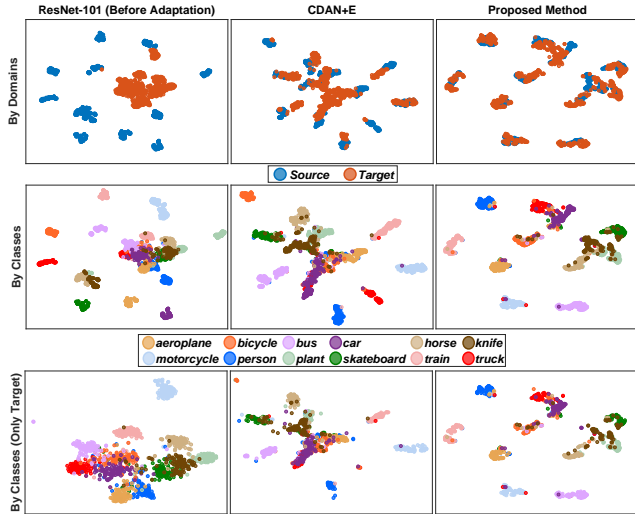 ResNet-101 (Before Adaptation) CDAN+E Proposed Method
By Domains
Source Target
By Classes
aeroplane bicycle bus car horse knife
motorcycle person plant skateboard train truck
By Classes (Only Target)